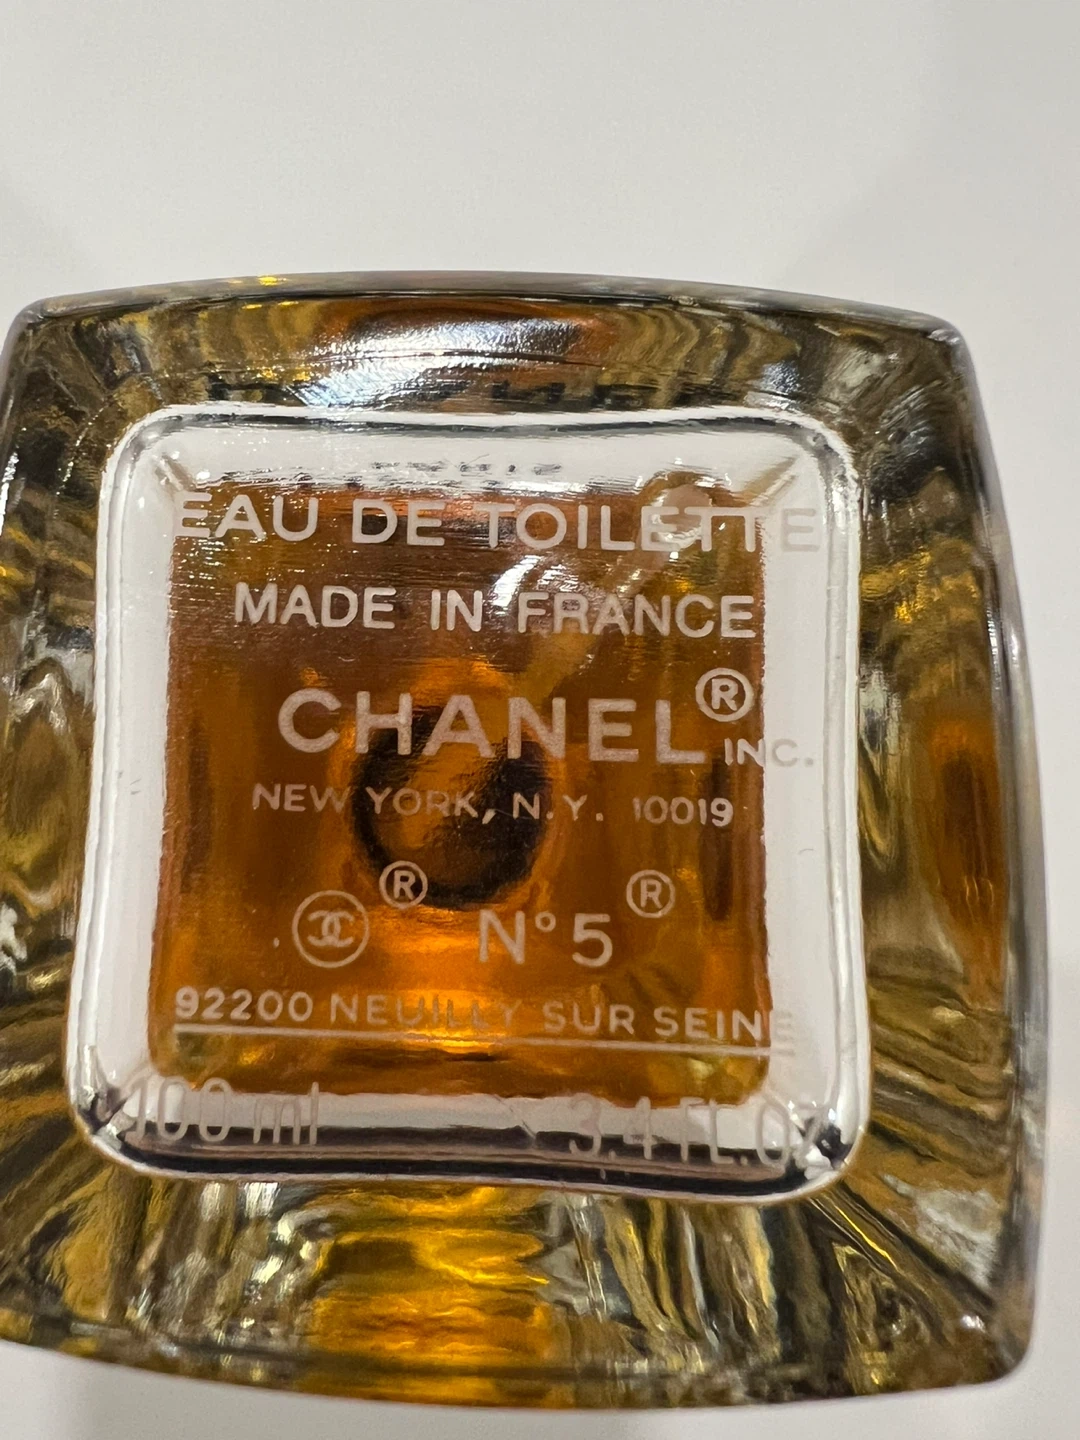 EAU DE TOILETTE
MADE IN FRANCE
CHANEL® INC.
NEW YORK, N.Y. 10019
® N°5®
92200 NEUILLY SUR SEINE
100 ml 3.4 FL.OZ